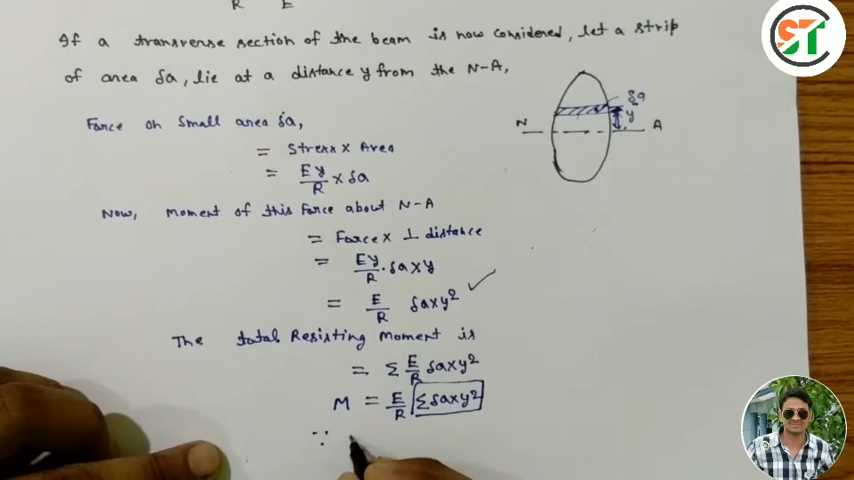 R E
If a transverse section of the beam is now considered, let a strip
of area δa, lie at a distance y from the N-A,
Force on Small area δa,
= Stress × Area
= Ey/R × δa
Now, Moment of this Force about N-A
= Force × ⊥ distance
= Ey/R · δa × y
= E/R δa × y²
The total Resisting Moment is
= Σ E/R δa × y²
M = E/R Σ δa × y²
∵
δa
y
N A
ST